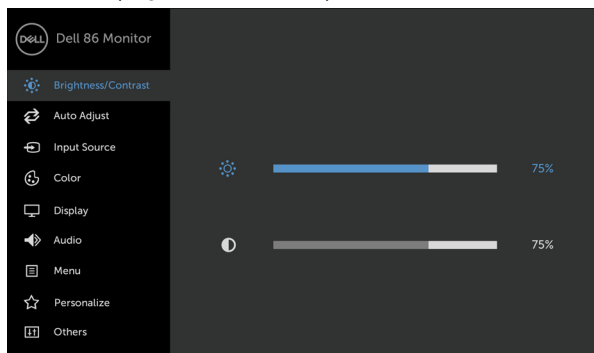 DELL
Dell 86 Monitor
Brightness/Contrast
Auto Adjust
Input Source
75%
Color
Display
Audio
75%
Menu
Personalize
Others